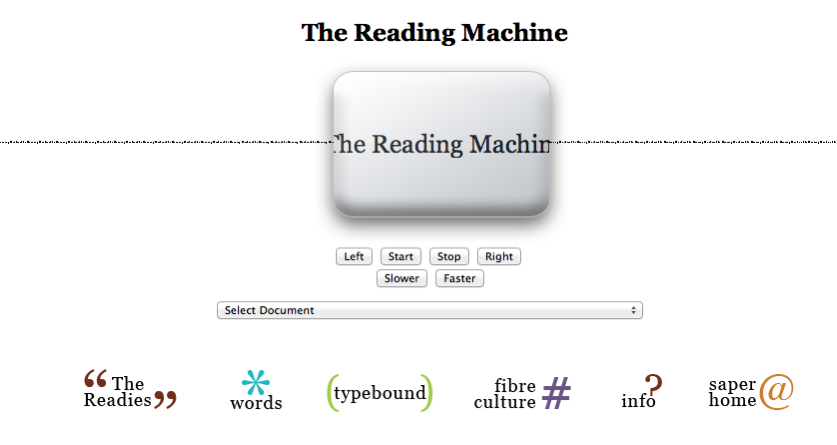 The Reading Machine
The Reading Machin
Left Start Stop Right
Slower Faster
Select Document
“ The
Readies ”
*
words
(typebound)
fibre
culture #
info?
saper
home @